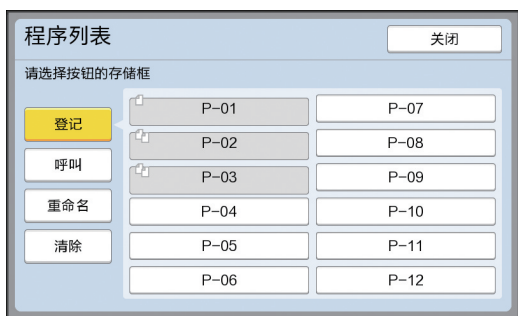 程序列表
关闭
请选择按钮的存储框
登记
呼叫
重命名
清除
P-01
P-02
P-03
P-04
P-05
P-06
P-07
P-08
P-09
P-10
P-11
P-12